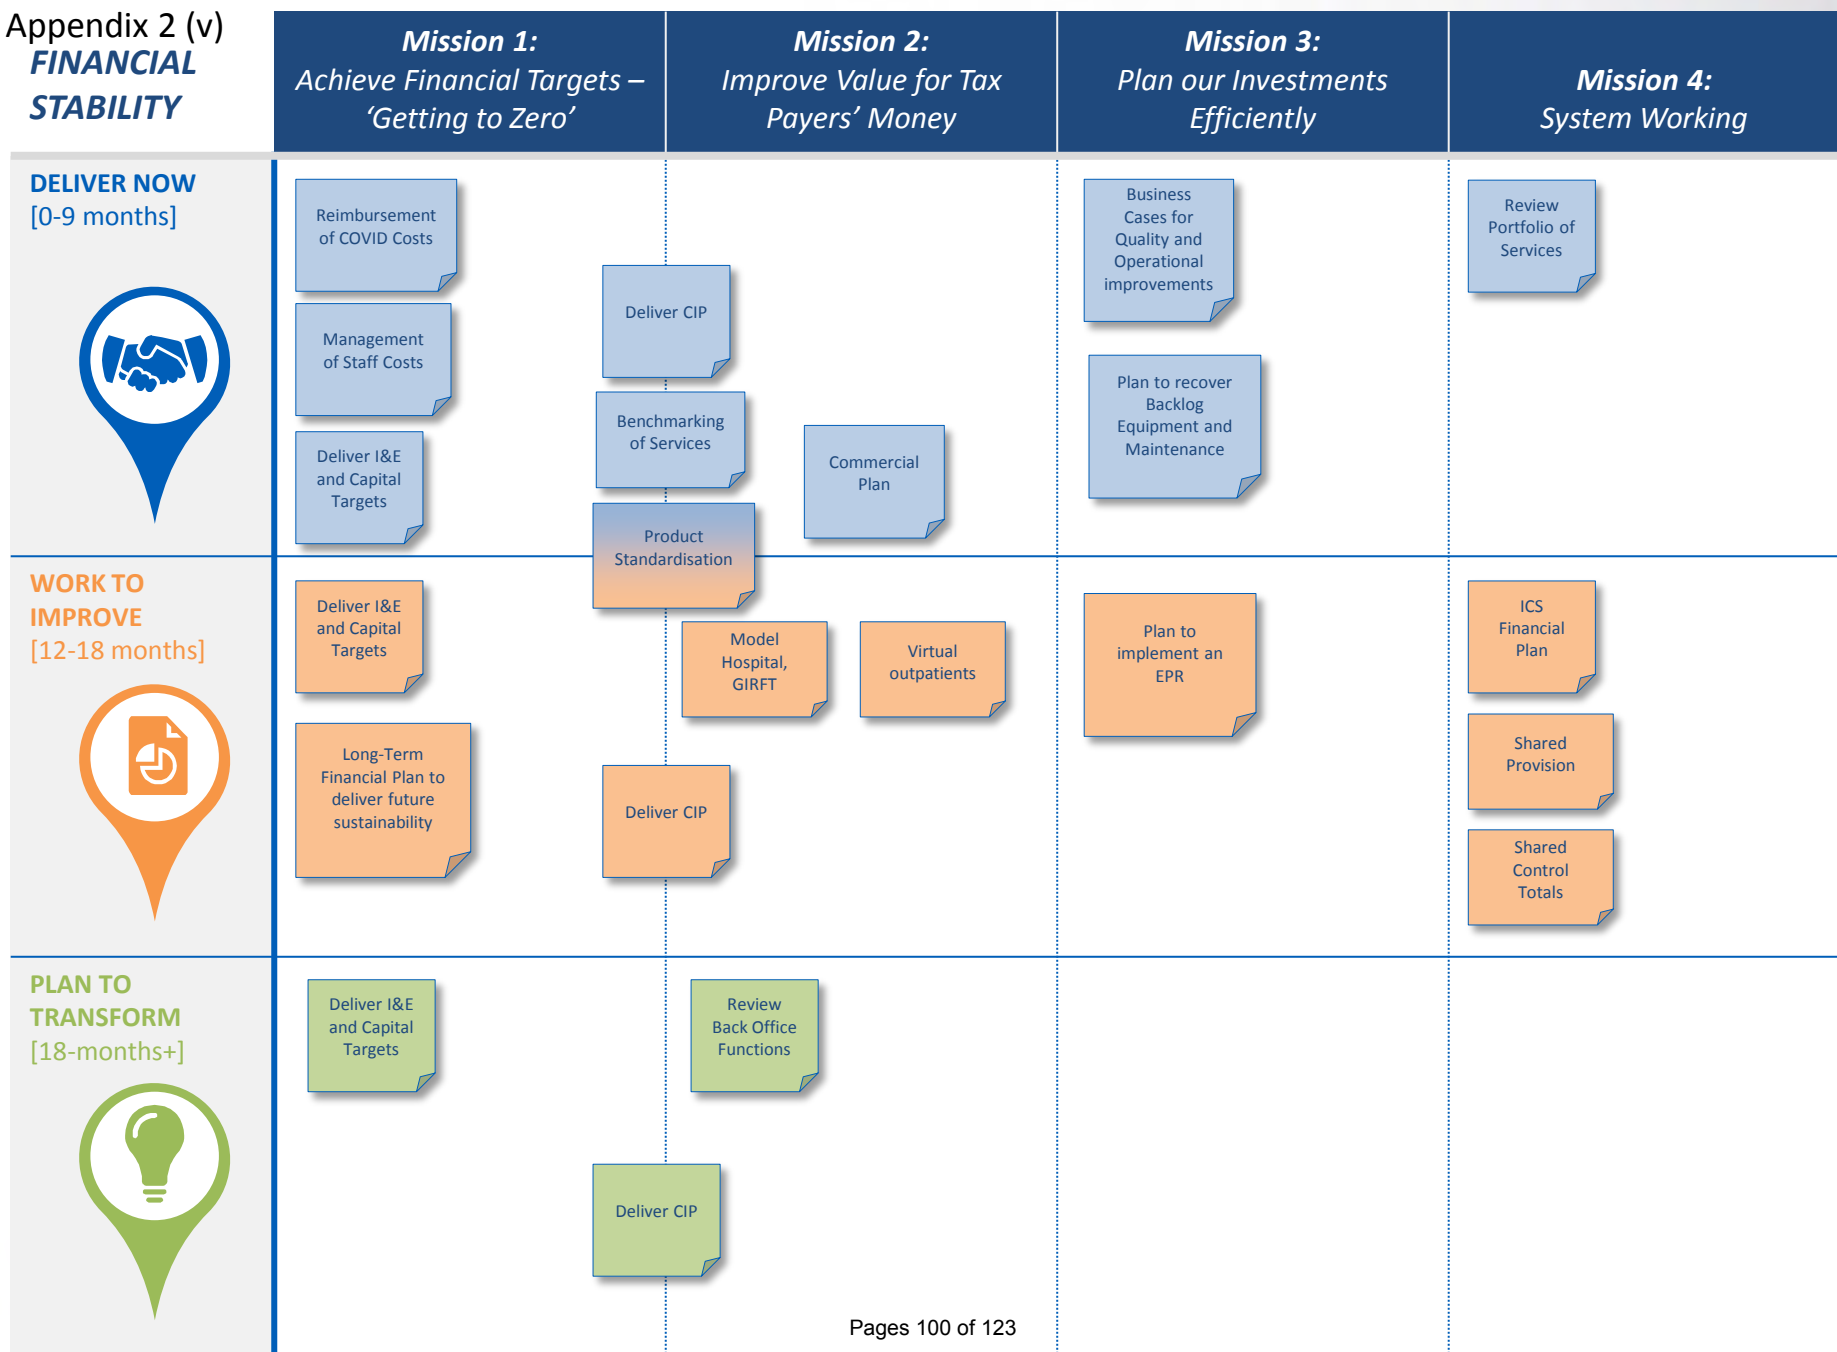 Appendix 2 (v)
FINANCIAL
STABILITY
Mission 1:
Achieve Financial Targets –
‘Getting to Zero’
Mission 2:
Improve Value for Tax
Payers’ Money
Mission 3:
Plan our Investments
Efficiently
Mission 4:
System Working
DELIVER NOW
[0-9 months]
Reimbursement
of COVID Costs
Management
of Staff Costs
Deliver I&E
and Capital
Targets
Deliver CIP
Benchmarking
of Services
Product
Standardisation
Commercial
Plan
Business
Cases for
Quality and
Operational
improvements
Plan to recover
Backlog
Equipment and
Maintenance
Review
Portfolio of
Services
WORK TO
IMPROVE
[12-18 months]
Deliver I&E
and Capital
Targets
Long-Term
Financial Plan to
deliver future
sustainability
Model
Hospital,
GIRFT
Virtual
outpatients
Deliver CIP
Plan to
implement an
EPR
ICS
Financial
Plan
Shared
Provision
Shared
Control
Totals
PLAN TO
TRANSFORM
[18-months+]
Deliver I&E
and Capital
Targets
Review
Back Office
Functions
Deliver CIP
Pages 100 of 123